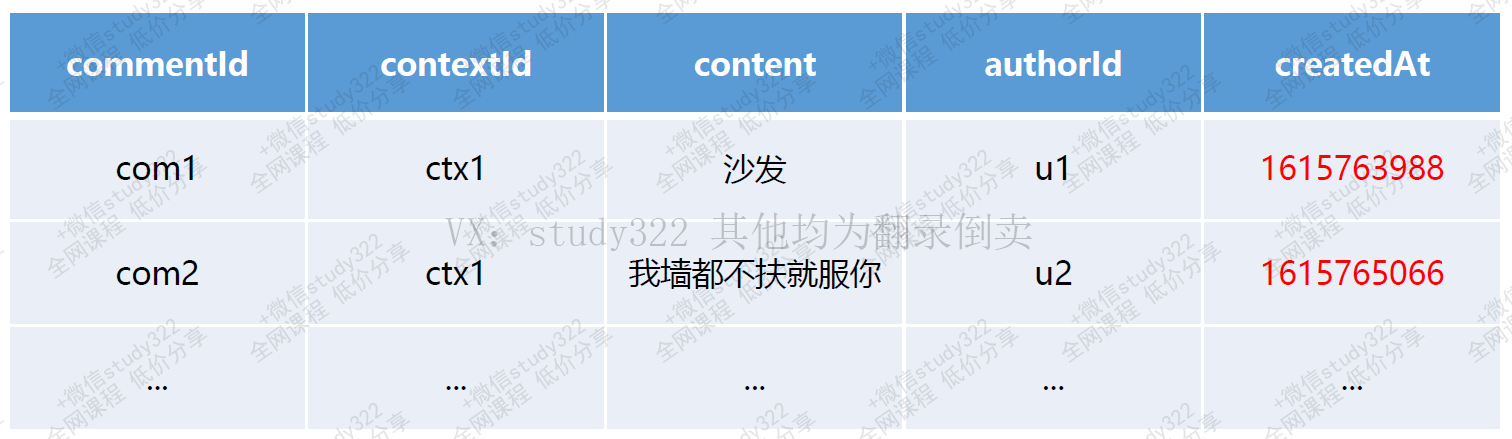 commentId contextId content authorId createdAt
com1 ctx1 沙发 u1 1615763988
VX：study322 其他均为翻录倒卖
com2 ctx1 我墙都不扶就服你 u2 1615765066
... ... ... ... ...
+微信study322
全网课程 低价分享